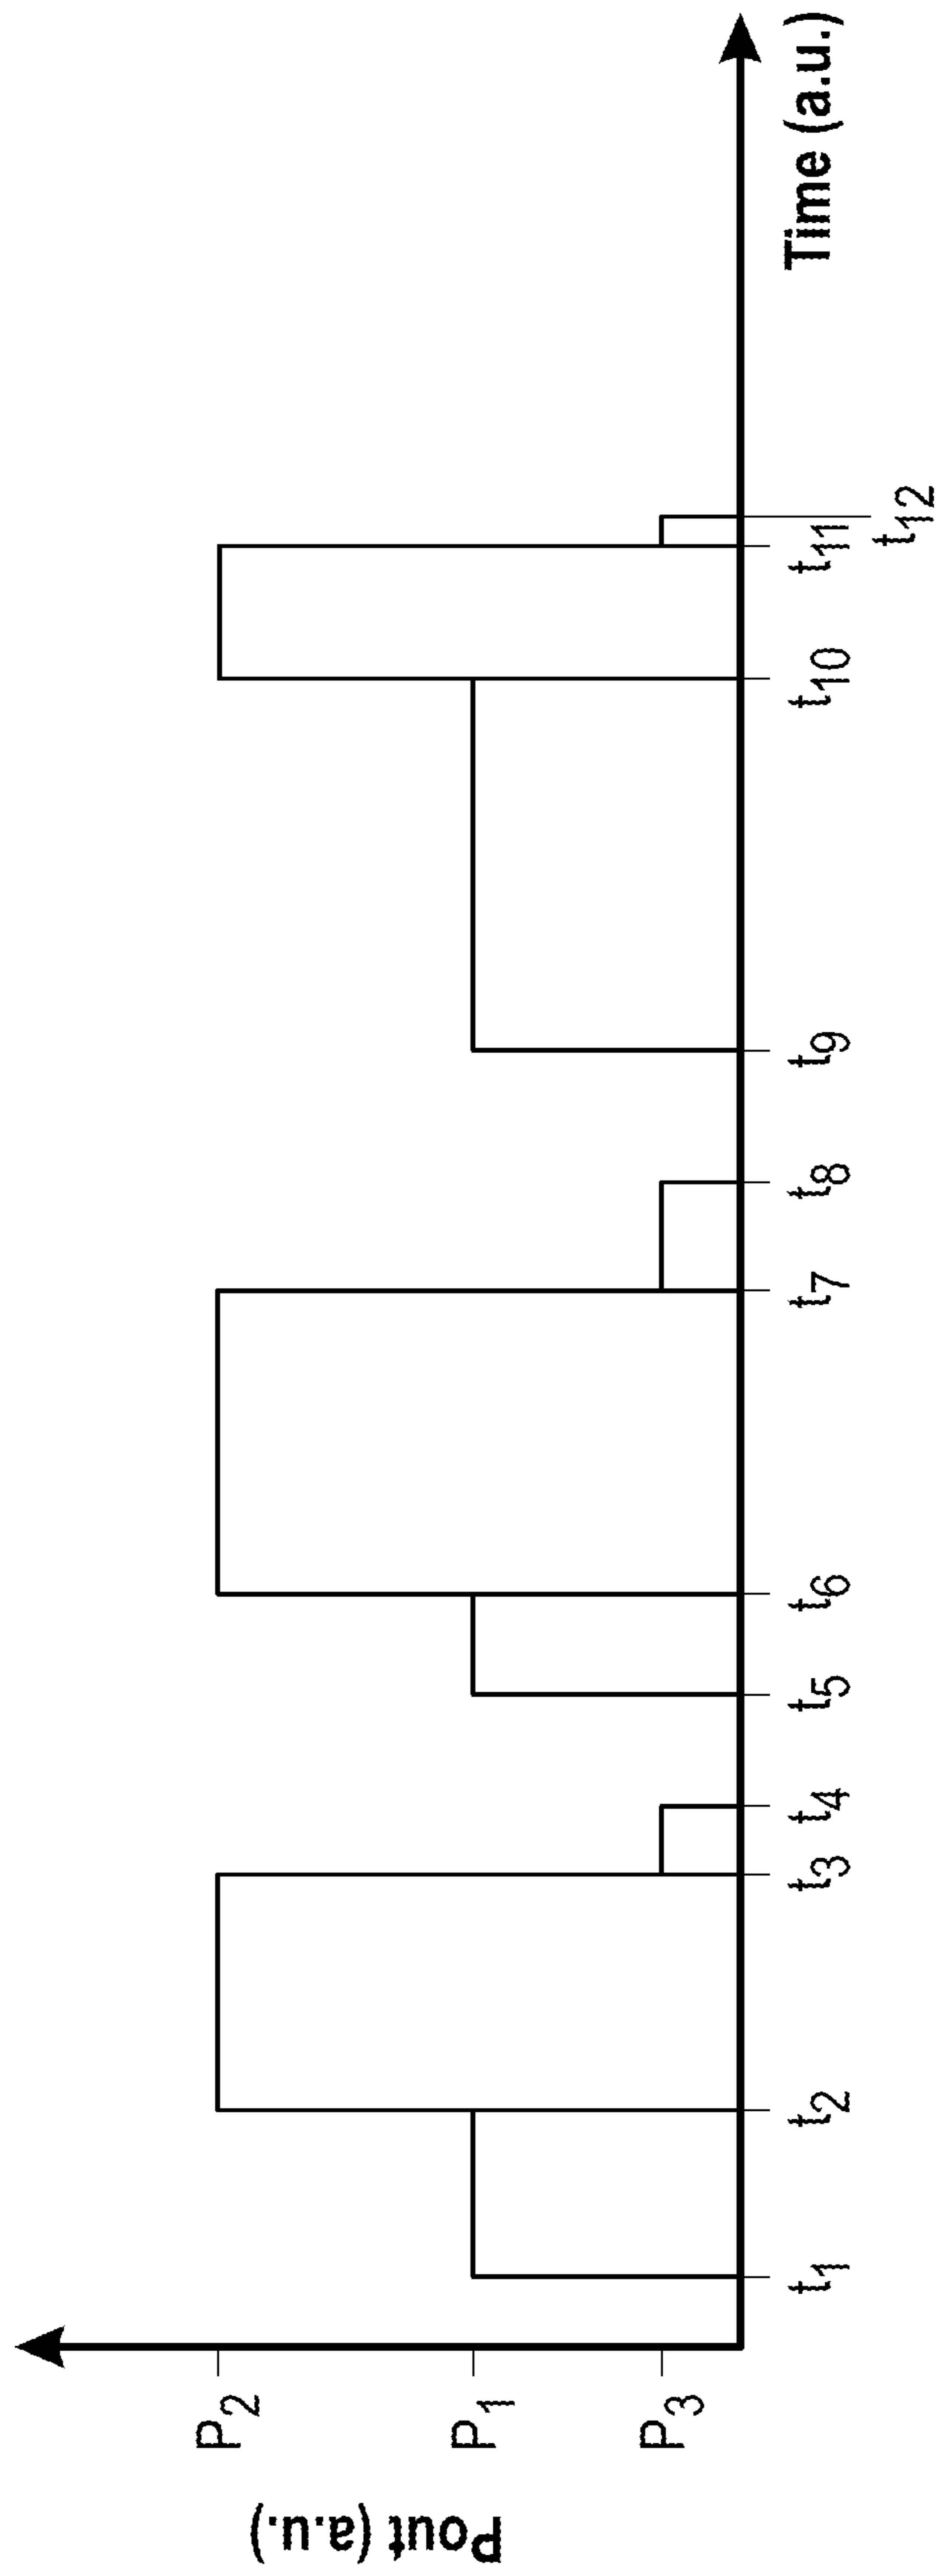 Pout (a.u.)
P2
P1
P3
t1 t2 t3 t4 t5 t6 t7 t8 t9 t10 t11
t12
Time (a.u.)